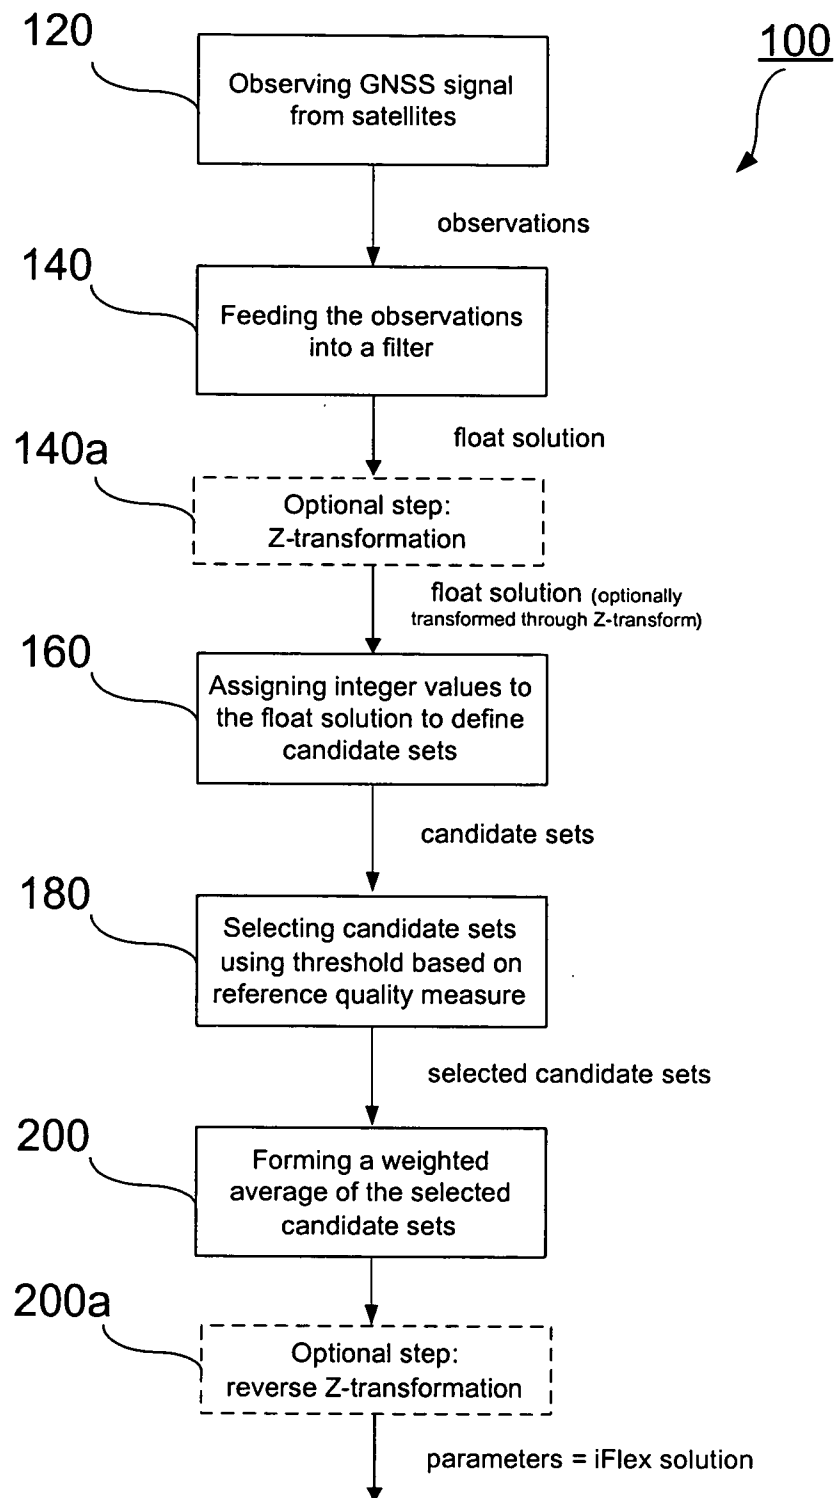 120
100
Observing GNSS signal
from satellites
observations
140
Feeding the observations
into a filter
float solution
140a
Optional step:
Z-transformation
float solution (optionally
transformed through Z-transform)
160
Assigning integer values to
the float solution to define
candidate sets
candidate sets
180
Selecting candidate sets
using threshold based on
reference quality measure
selected candidate sets
200
Forming a weighted
average of the selected
candidate sets
200a
Optional step:
reverse Z-transformation
parameters = iFlex solution